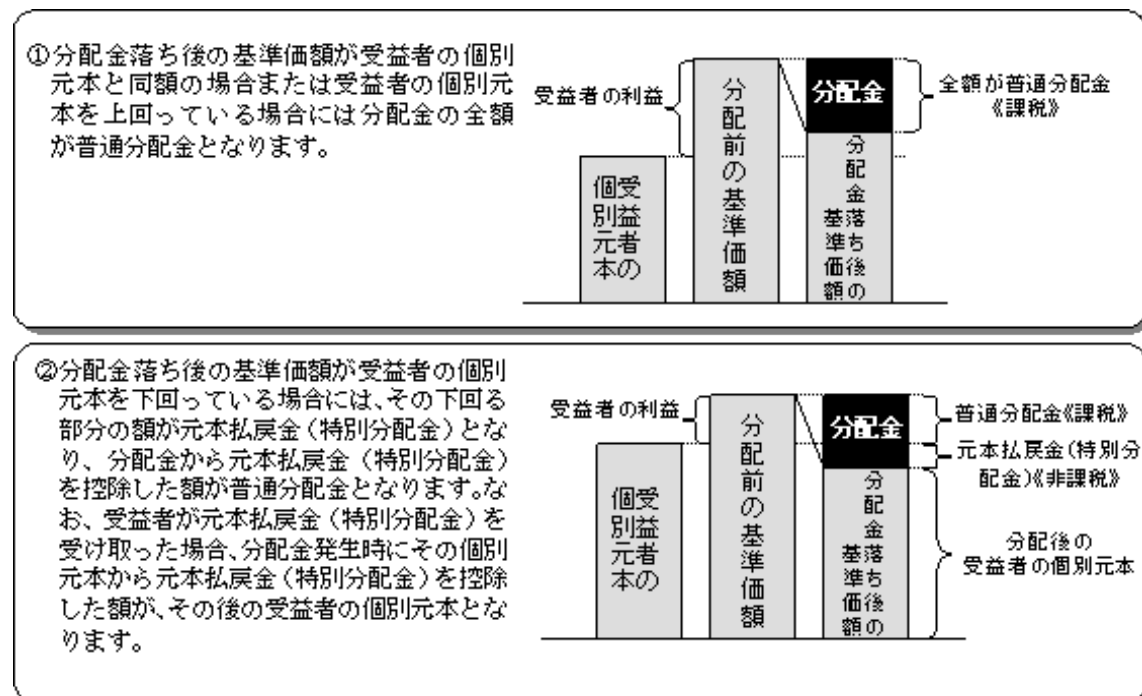 ①分配金落ち後の基準価額が受益者の個別
元本と同額の場合または受益者の個別元
本を上回っている場合には分配金の全額
が普通分配金となります。
受益者の利益
個別元本
受益者の
分配前の基準価額
分配金
基準価額
分配金落ち後の
全額が普通分配金
《課税》
②分配金落ち後の基準価額が受益者の個別
元本を下回っている場合には、その下回る
部分の額が元本払戻金（特別分配金）とな
り、分配金から元本払戻金（特別分配金）
を控除した額が普通分配金となります。な
お、受益者が元本払戻金（特別分配金）を
受け取った場合、分配金発生時にその個別
元本から元本払戻金（特別分配金）を控除
した額が、その後の受益者の個別元本とな
ります。
受益者の利益
個別元本
受益者の
分配前の基準価額
分配金
基準価額
分配金落ち後の
普通分配金《課税》
元本払戻金(特別分
配金)《非課税》
分配後の
受益者の個別元本